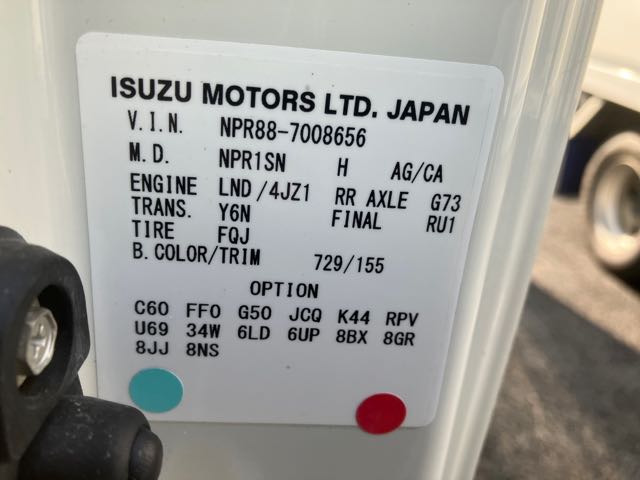 ISUZU MOTORS LTD. JAPAN
V.I.N. NPR88-7008656
M.D. NPR1SN H AG/CA
ENGINE LND/4JZ1 RR AXLE G73
TRANS. Y6N FINAL RU1
TIRE FQJ
B.COLOR/TRIM 729/155
OPTION
C60 FF0 G50 JCQ K44 RPV
U69 34W 6LD 6UP 8BX 8GR
8JJ 8NS